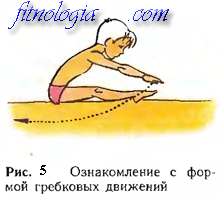 fitnologia.com
Рис. 5 Ознакомление с фор-
мой гребковых движений